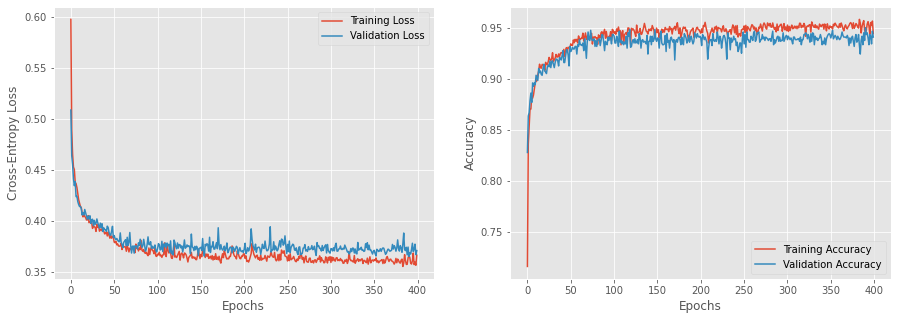 0.60
0.55
0.50
0.45
0.40
0.35
Cross-Entropy Loss
Training Loss
Validation Loss
0 50 100 150 200 250 300 350 400
Epochs
0.95
0.90
0.85
0.80
0.75
Accuracy
Training Accuracy
Validation Accuracy
0 50 100 150 200 250 300 350 400
Epochs